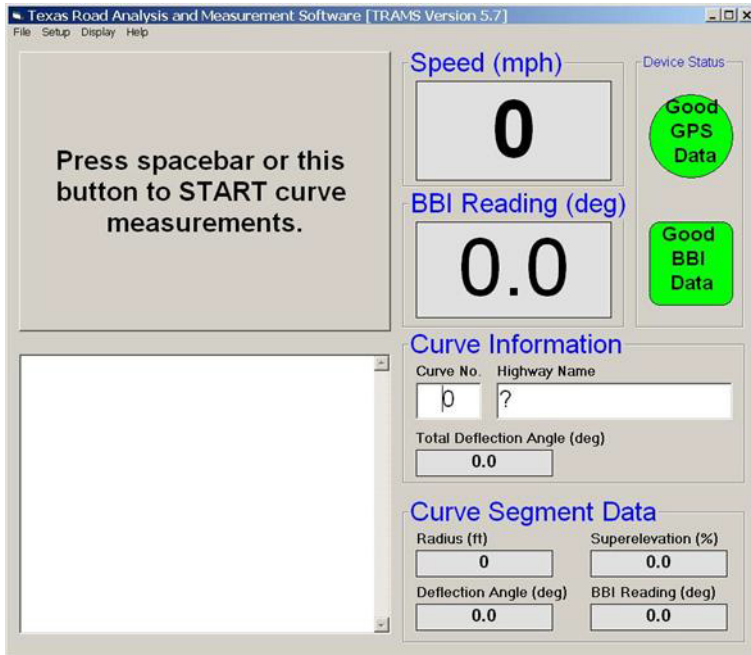 Texas Road Analysis and Measurement Software [TRAMS Version 5.7]
File Setup Display Help
Press spacebar or this
button to START curve
measurements.
Speed (mph)
0
BBI Reading (deg)
0.0
Device Status
Good
GPS
Data
Good
BBI
Data
Curve Information
Curve No. Highway Name
0 ?
Total Deflection Angle (deg)
0.0
Curve Segment Data
Radius (ft) Superelevation (%)
0 0.0
Deflection Angle (deg) BBI Reading (deg)
0.0 0.0